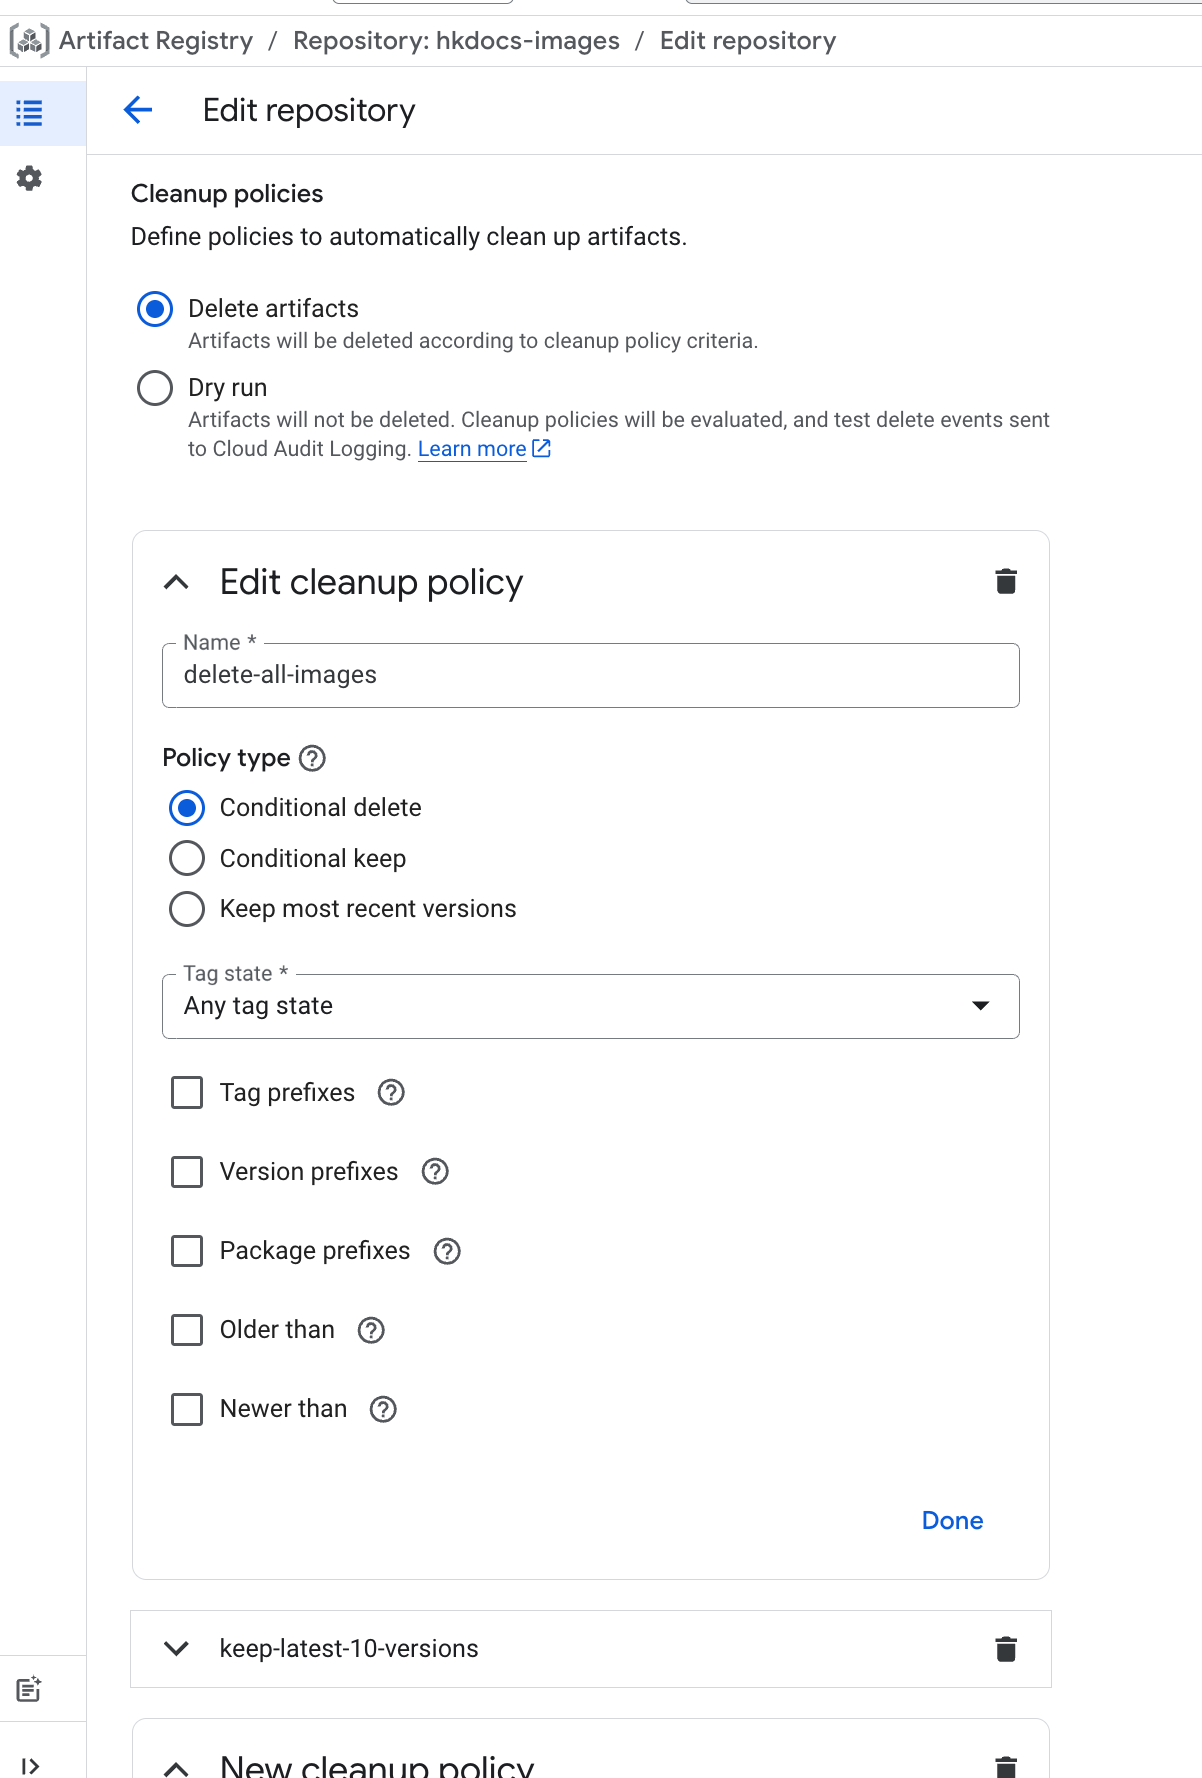 Artifact Registry / Repository: hkdocs-images / Edit repository
Edit repository
Cleanup policies
Define policies to automatically clean up artifacts.
Delete artifacts
Artifacts will be deleted according to cleanup policy criteria.
Dry run
Artifacts will not be deleted. Cleanup policies will be evaluated, and test delete events sent
to Cloud Audit Logging. Learn more
Edit cleanup policy
Name *
delete-all-images
Policy type
Conditional delete
Conditional keep
Keep most recent versions
Tag state *
Any tag state
Tag prefixes
Version prefixes
Package prefixes
Older than
Newer than
Done
keep-latest-10-versions
New cleanup policy